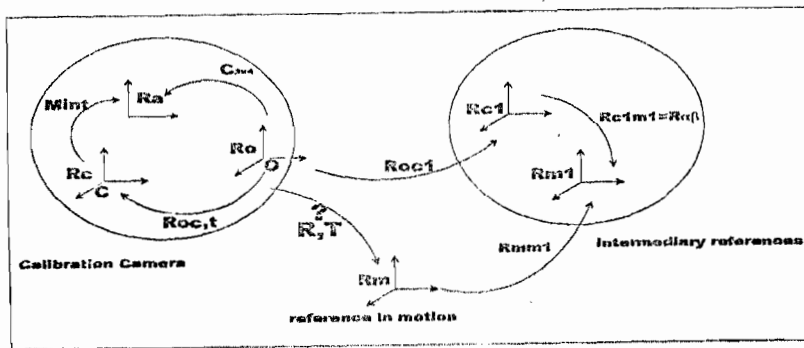 C3x4
Mint
Ra
Ro
O
Rc
C
Roc,t
Calibration Camera
Roc1
?
R,T
Rm
reference in motion
Rc1
Rc1m1=Rαβ
Rm1
Rmm1
Intermediary references